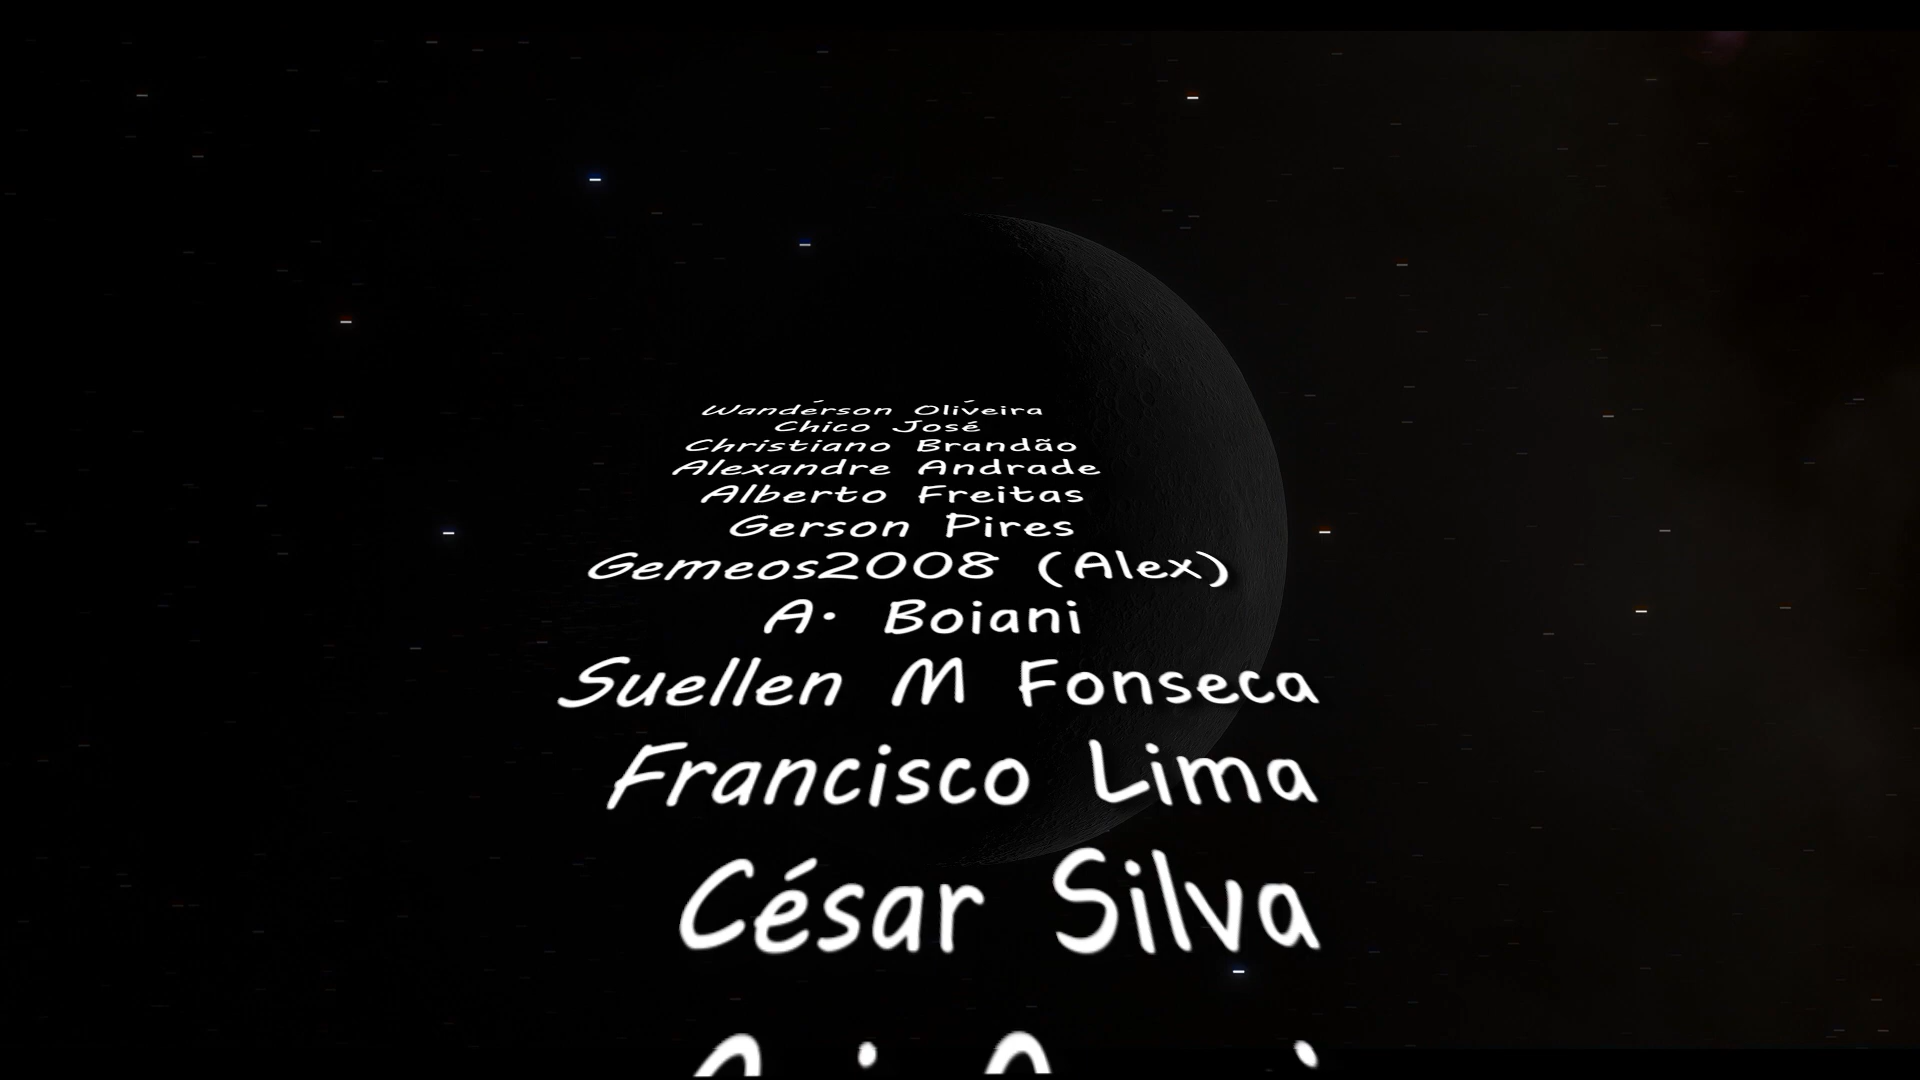 Wanderson Oliveira
Chico José
Christiano Brandão
Alexandre Andrade
Alberto Freitas
Gerson Pires
Gemeos2008 (Alex)
A. Boiani
Suellen M Fonseca
Francisco Lima
César Silva